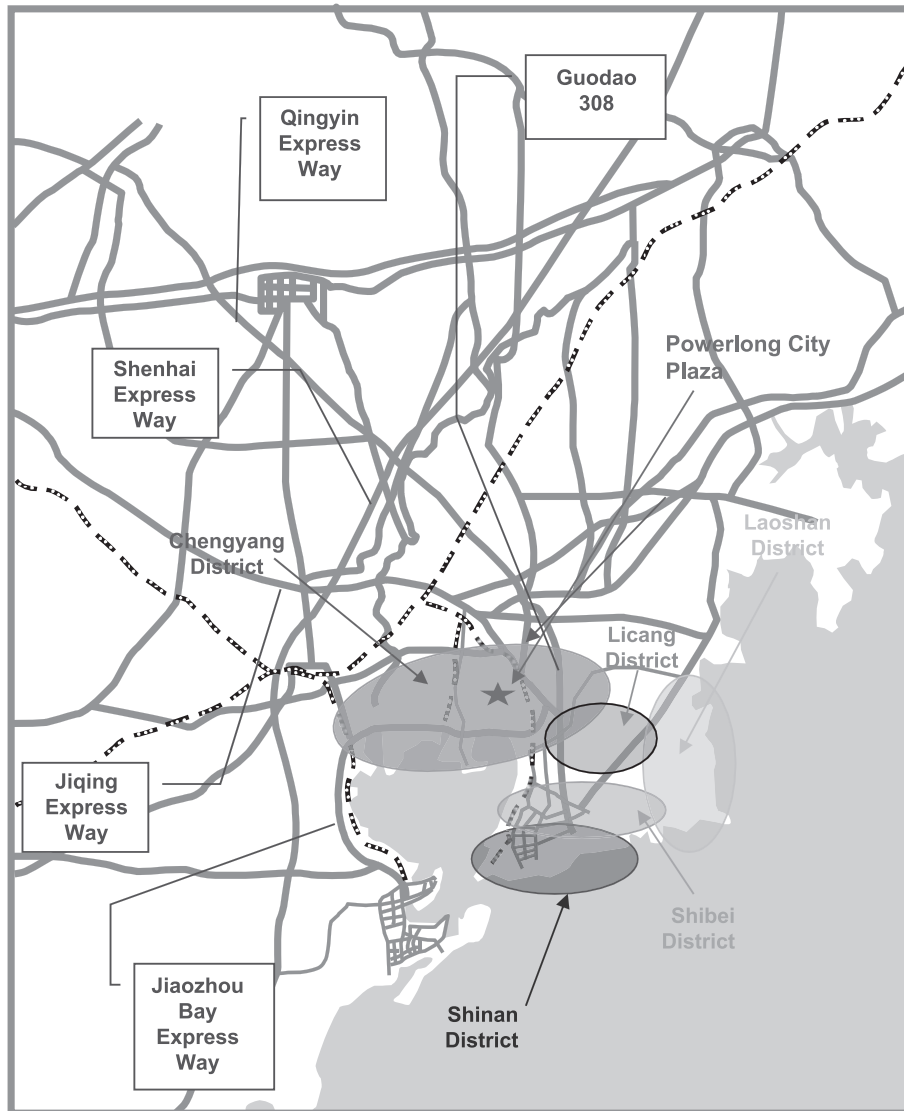 Guodao
308
Qingyin
Express
Way
Powerlong City
Plaza
Shenhai
Express
Way
Laoshan
District
Chengyang
District
Licang
District
Jiqing
Express
Way
Shibei
District
Jiaozhou
Bay
Express
Way
Shinan
District